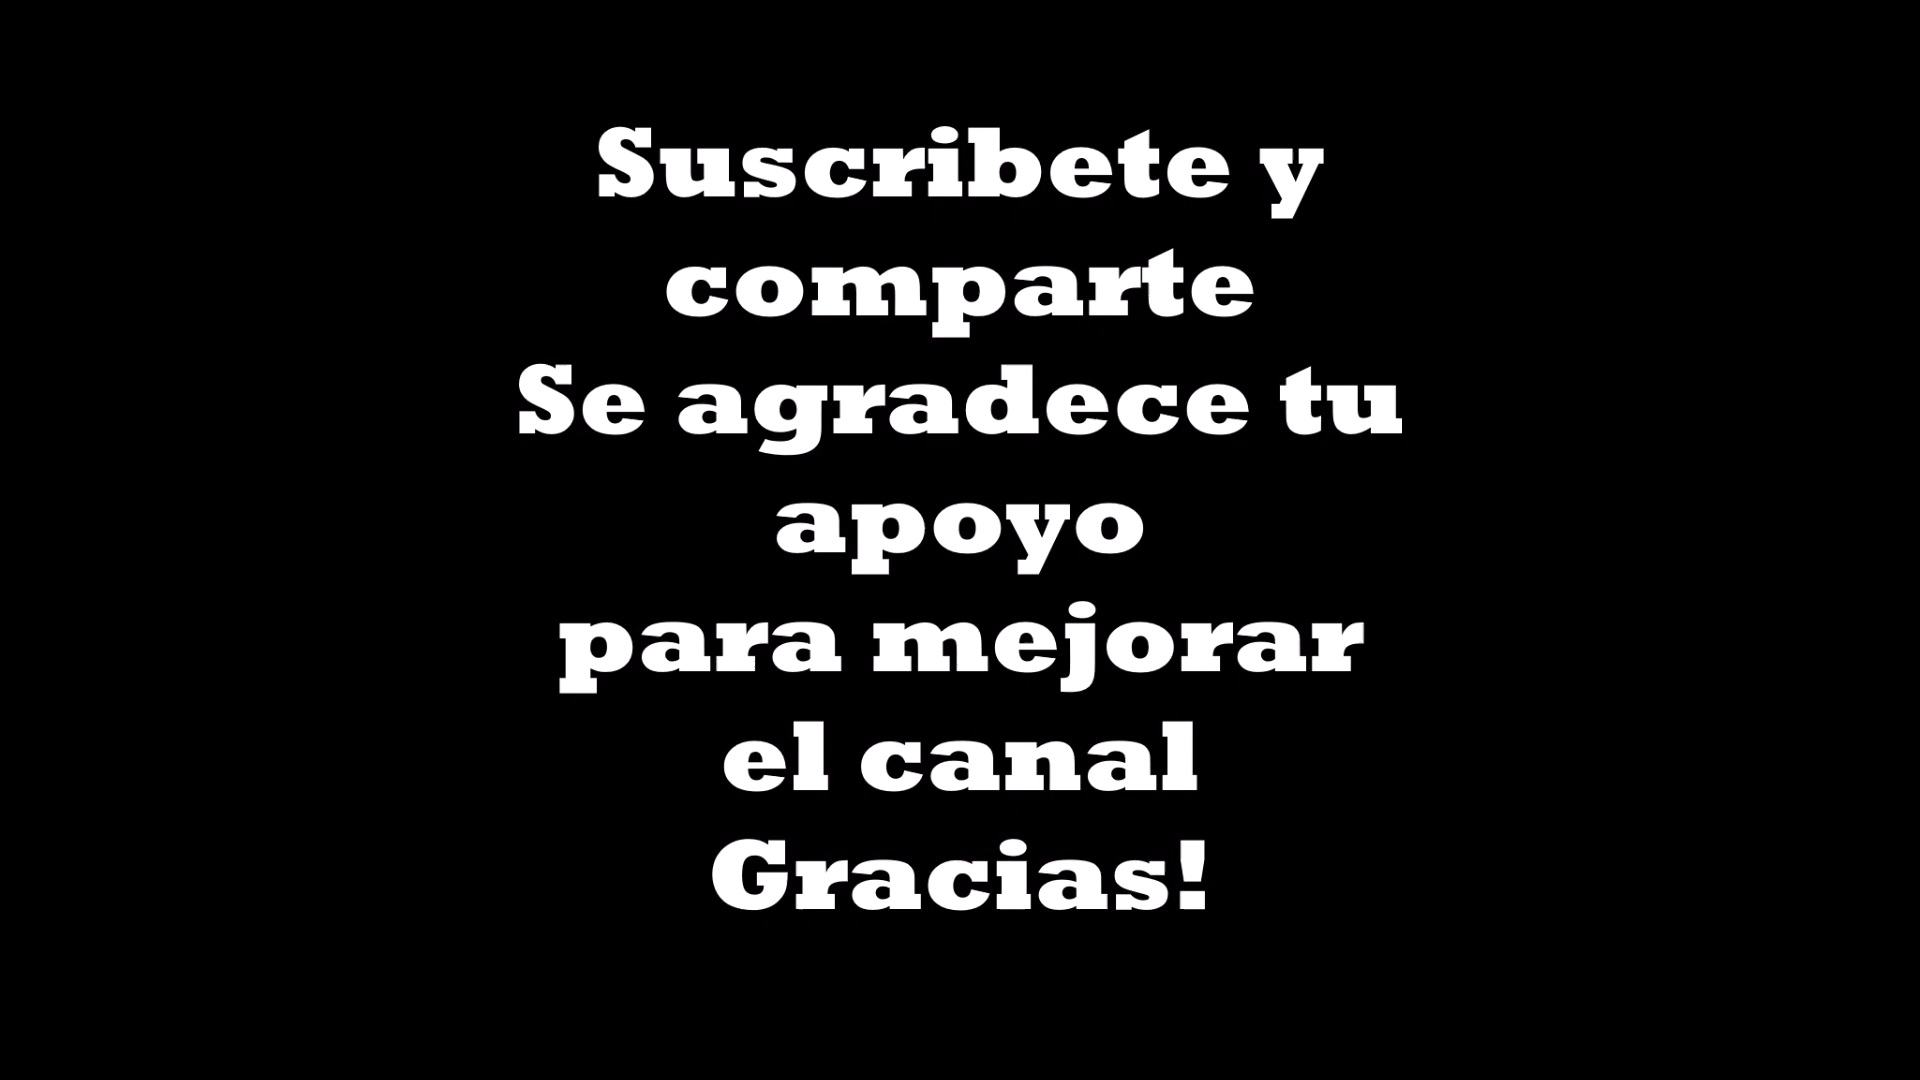 Suscribete y
comparte
Se agradece tu
apoyo
para mejorar
el canal
Gracias!